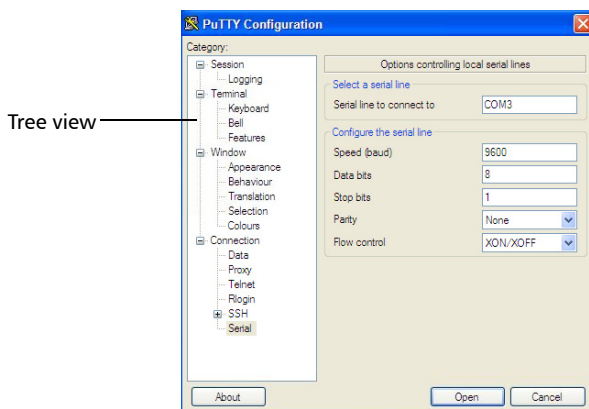 PuTTY Configuration
Category:
Session
Logging
Terminal
Keyboard
Bell
Features
Window
Appearance
Behaviour
Translation
Selection
Colours
Connection
Data
Proxy
Telnet
Rlogin
SSH
Serial
Tree view
Options controlling local serial lines
Select a serial line
Serial line to connect to COM3
Configure the serial line
Speed (baud) 9600
Data bits 8
Stop bits 1
Parity None
Flow control XON/XOFF
About Open Cancel